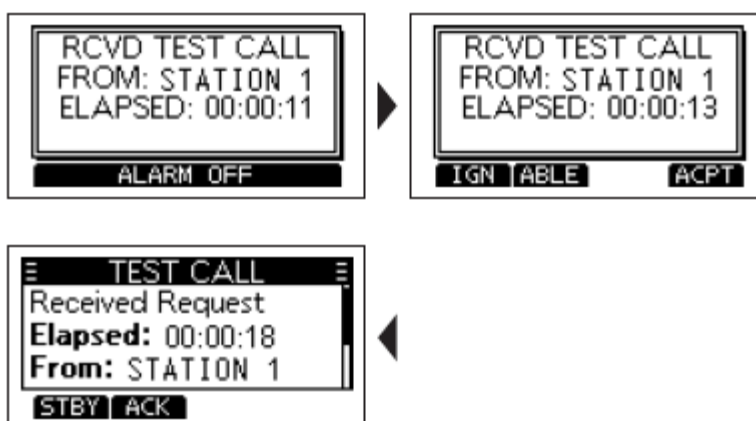 RCVD TEST CALL
FROM: STATION 1
ELAPSED: 00:00:11
ALARM OFF
RCVD TEST CALL
FROM: STATION 1
ELAPSED: 00:00:13
IGN ABLE ACPT
TEST CALL
Received Request
Elapsed: 00:00:18
From: STATION 1
STBY ACK